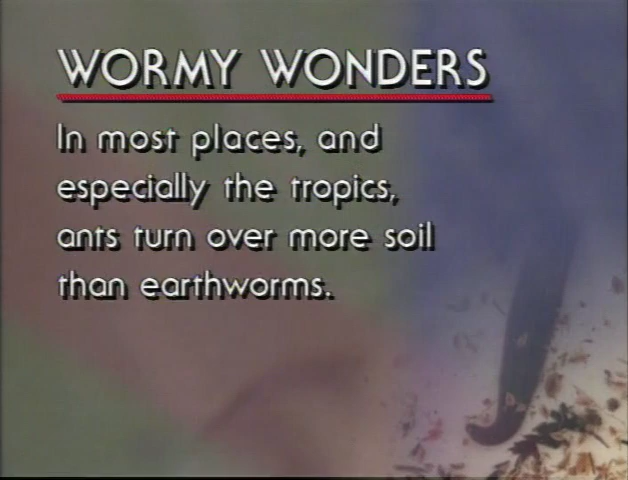 WORMY WONDERS
In most places, and
especially the tropics,
ants turn over more soil
than earthworms.